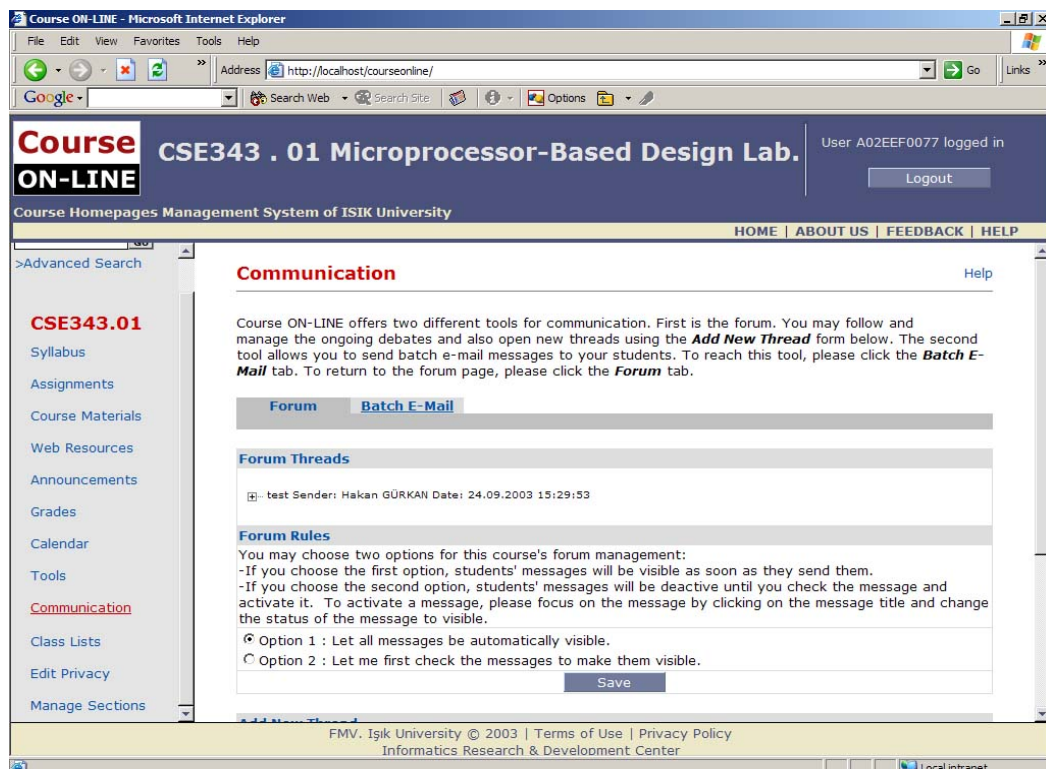 Course ON-LINE - Microsoft Internet Explorer
File Edit View Favorites Tools Help
Address http://localhost/courseonline/ Go Links
Google Search Web Search Site Options
Course
ON-LINE
CSE343 . 01 Microprocessor-Based Design Lab.
User A02EEF0077 logged in
Logout
Course Homepages Management System of ISIK University
HOME | ABOUT US | FEEDBACK | HELP
>Advanced Search
CSE343.01
Syllabus
Assignments
Course Materials
Web Resources
Announcements
Grades
Calendar
Tools
Communication
Class Lists
Edit Privacy
Manage Sections
Communication
Help
Course ON-LINE offers two different tools for communication. First is the forum. You may follow and
manage the ongoing debates and also open new threads using the Add New Thread form below. The second
tool allows you to send batch e-mail messages to your students. To reach this tool, please click the Batch E-
Mail tab. To return to the forum page, please click the Forum tab.
Forum Batch E-Mail
Forum Threads
test Sender: Hakan GÜRKAN Date: 24.09.2003 15:29:53
Forum Rules
You may choose two options for this course's forum management:
-If you choose the first option, students' messages will be visible as soon as they send them.
-If you choose the second option, students' messages will be deactive until you check the message and
activate it. To activate a message, please focus on the message by clicking on the message title and change
the status of the message to visible.
Option 1 : Let all messages be automatically visible.
Option 2 : Let me first check the messages to make them visible.
Save
Add New Thread
FMV. Işık University © 2003 | Terms of Use | Privacy Policy
Informatics Research & Development Center
Local intranet